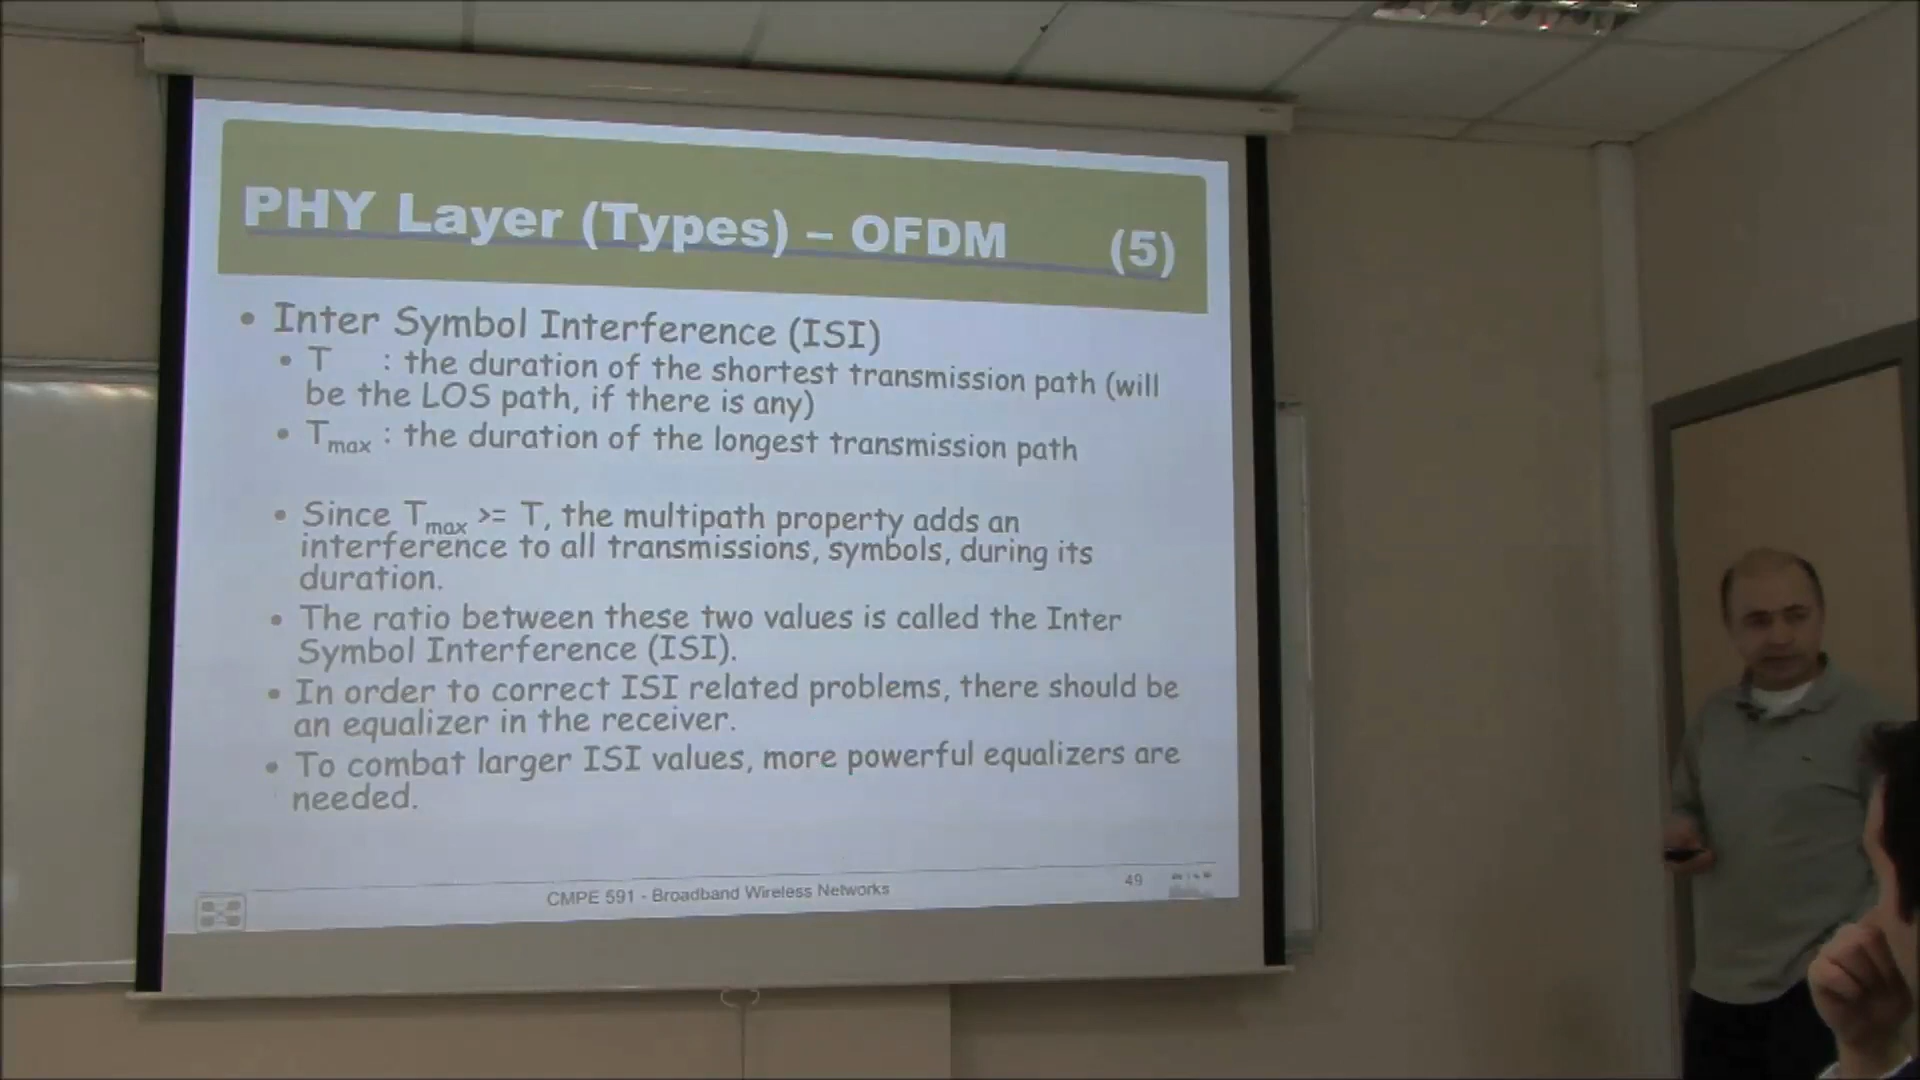 PHY Layer (Types) – OFDM (5)
• Inter Symbol Interference (ISI)
• T : the duration of the shortest transmission path (will
be the LOS path, if there is any)
• Tmax : the duration of the longest transmission path
• Since Tmax >= T, the multipath property adds an
interference to all transmissions, symbols, during its
duration.
• The ratio between these two values is called the Inter
Symbol Interference (ISI).
• In order to correct ISI related problems, there should be
an equalizer in the receiver.
• To combat larger ISI values, more powerful equalizers are
needed.
CMPE 591 - Broadband Wireless Networks
49